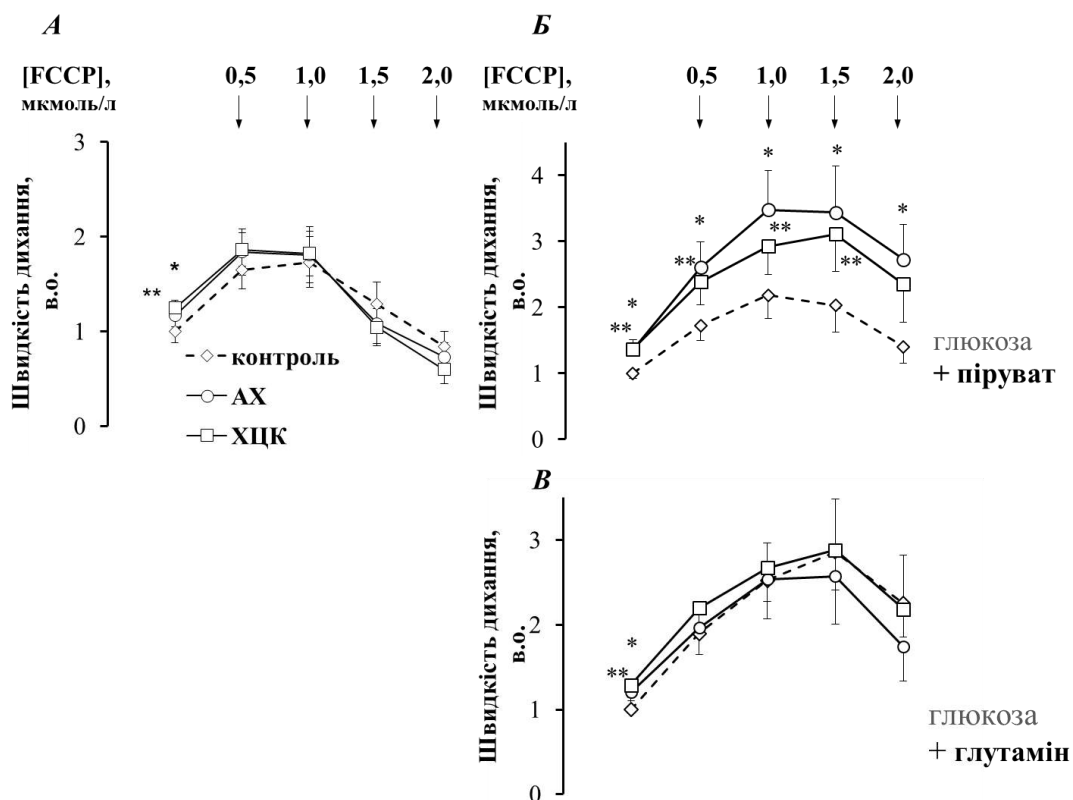 А
[FCCP],
мкмоль/л
0,5 1,0 1,5 2,0
Швидкість дихання,
в.о.
3
2
1
0
*
**
контроль
АХ
ХЦК
Б
[FCCP],
мкмоль/л
0,5 1,0 1,5 2,0
Швидкість дихання,
в.о.
4
3
2
1
0
* * * * *
** ** ** **
глюкоза
+ піруват
В
Швидкість дихання,
в.о.
3
2
1
0
*
**
глюкоза
+ глутамін